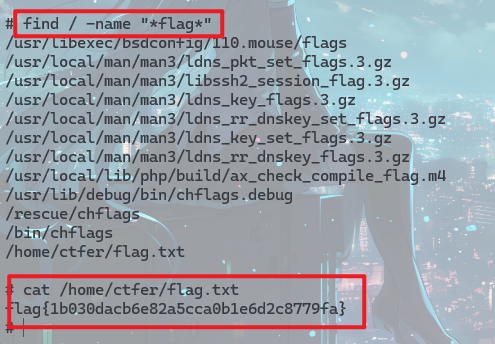 # find / -name "*flag*"
/usr/libexec/bsdconfig/110.mouse/flags
/usr/local/man/man3/ldns_pkt_set_flags.3.gz
/usr/local/man/man3/libssh2_session_flag.3.gz
/usr/local/man/man3/ldns_key_flags.3.gz
/usr/local/man/man3/ldns_rr_dnskey_set_flags.3.gz
/usr/local/man/man3/ldns_key_set_flags.3.gz
/usr/local/man/man3/ldns_rr_dnskey_flags.3.gz
/usr/local/lib/php/build/ax_check_compile_flag.m4
/usr/lib/debug/bin/chflags.debug
/rescue/chflags
/bin/chflags
/home/ctfer/flag.txt
# cat /home/ctfer/flag.txt
flag{1b030dacb6e82a5cca0b1e6d2c8779fa}
#